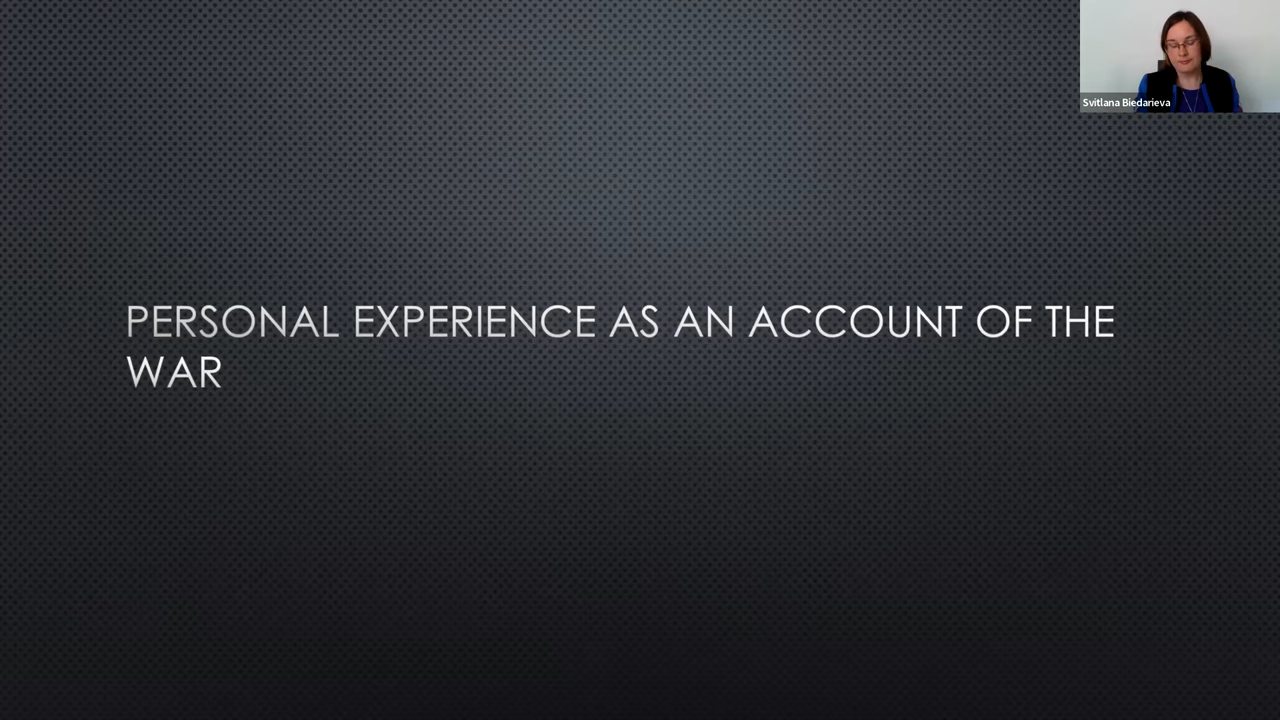 Svitlana Biedarieva
PERSONAL EXPERIENCE AS AN ACCOUNT OF THE
WAR